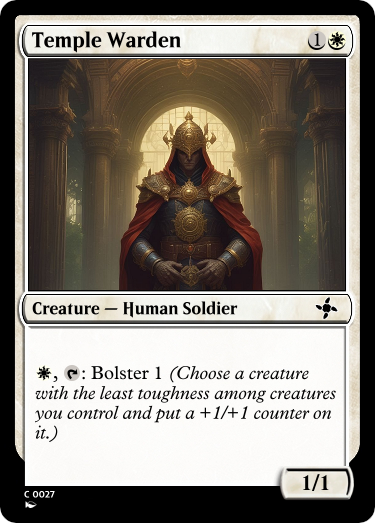 Temple Warden 1
Creature — Human Soldier
, : Bolster 1 (Choose a creature
with the least toughness among creatures
you control and put a +1/+1 counter on
it.)
1/1
C 0027